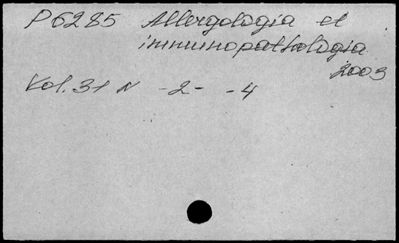 P6285 Allergologia et
immunopathologia
2003
Vol. 31 N -2- -4